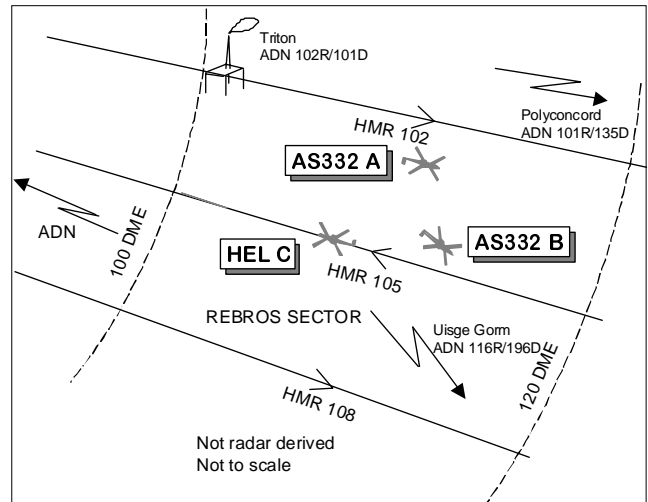 Triton
ADN 102R/101D
Polyconcord
ADN 101R/135D
HMR 102
AS332 A
ADN
100 DME
HEL C
AS332 B
HMR 105
REBROS SECTOR
Uisge Gorm
ADN 116R/196D
120 DME
HMR 108
Not radar derived
Not to scale